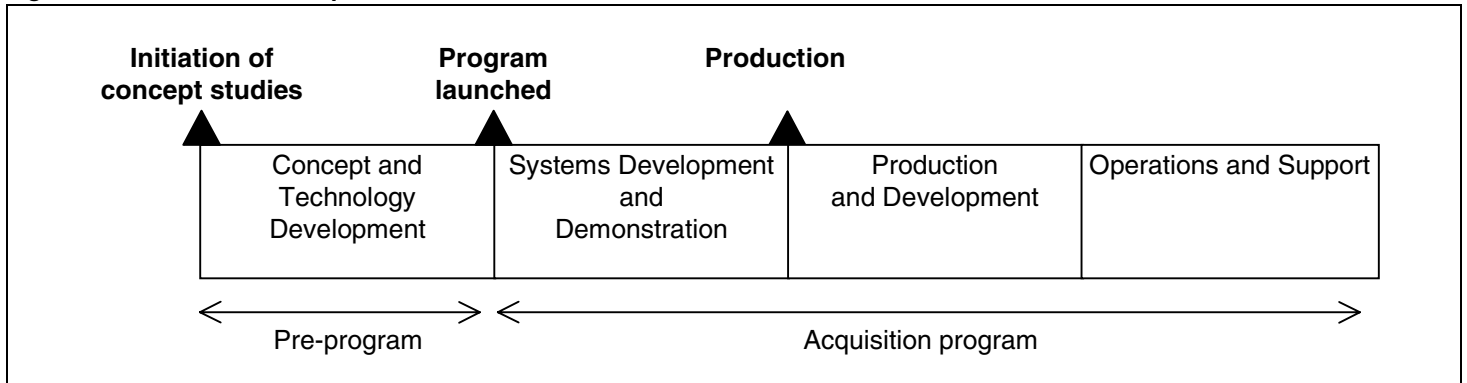 Initiation of
concept studies
Program
launched
Production
Concept and
Technology
Development
Systems Development
and
Demonstration
Production
and Development
Operations and Support
Pre-program
Acquisition program